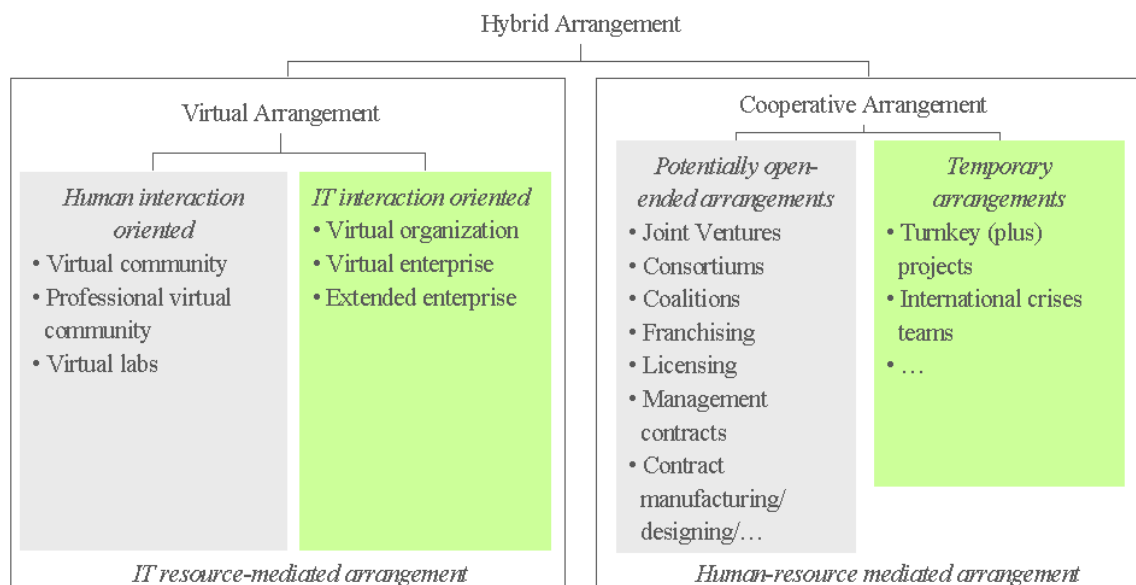 Hybrid Arrangement
Virtual Arrangement
Human interaction
oriented
• Virtual community
• Professional virtual
community
• Virtual labs
IT interaction oriented
• Virtual organization
• Virtual enterprise
• Extended enterprise
IT resource-mediated arrangement
Cooperative Arrangement
Potentially open-
ended arrangements
• Joint Ventures
• Consortiums
• Coalitions
• Franchising
• Licensing
• Management
contracts
• Contract
manufacturing/
designing/…
Temporary
arrangements
• Turnkey (plus)
projects
• International crises
teams
• …
Human-resource mediated arrangement